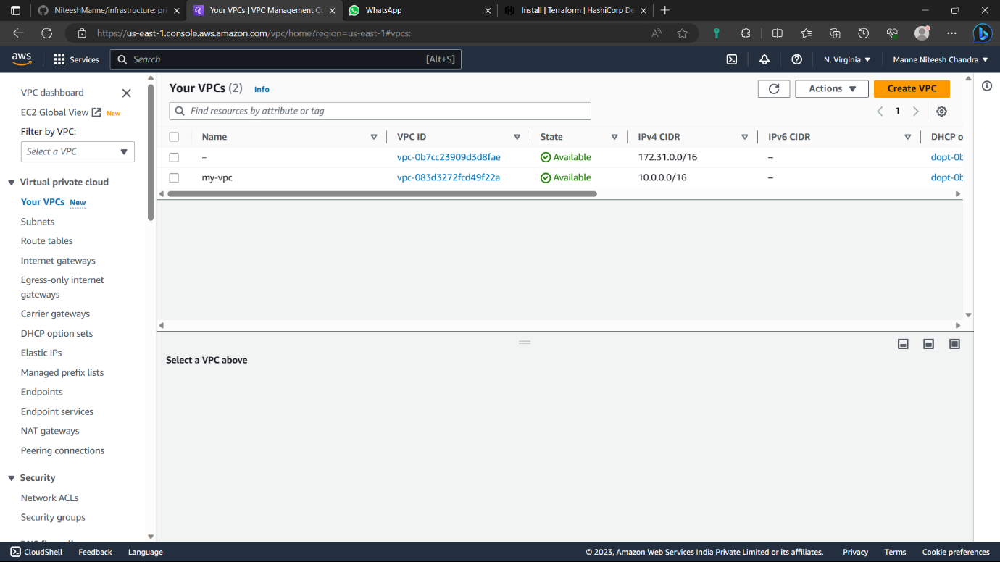 NiteeshManne/infrastructure: pri
Your VPCs | VPC Management Co
WhatsApp
Install | Terraform | HashiCorp De
https://us-east-1.console.aws.amazon.com/vpc/home?region=us-east-1#vpcs:
aws
Services
Search
[Alt+S]
N. Virginia
Manne Niteesh Chandra
VPC dashboard
EC2 Global View New
Filter by VPC:
Select a VPC
Virtual private cloud
Your VPCs New
Subnets
Route tables
Internet gateways
Egress-only internet
gateways
Carrier gateways
DHCP option sets
Elastic IPs
Managed prefix lists
Endpoints
Endpoint services
NAT gateways
Peering connections
Security
Network ACLs
Security groups
Your VPCs (2) Info
Actions
Create VPC
Find resources by attribute or tag
1
Name VPC ID State IPv4 CIDR IPv6 CIDR DHCP o
– vpc-0b7cc23909d3d8fae Available 172.31.0.0/16 – dopt-0b
my-vpc vpc-083d3272fcd49f22a Available 10.0.0.0/16 – dopt-0b
Select a VPC above
CloudShell Feedback Language © 2023, Amazon Web Services India Private Limited or its affiliates. Privacy Terms Cookie preferences